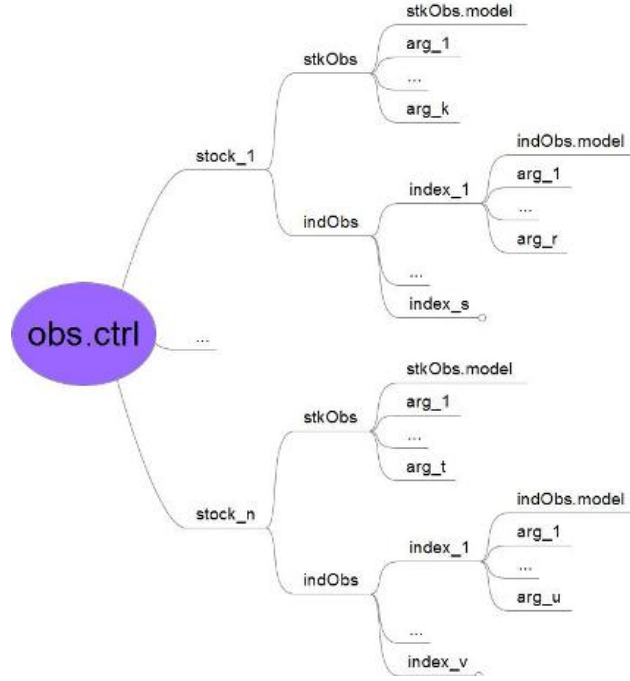 obs.ctrl
stock_1
stkObs
stkObs.model
arg_1
...
arg_k
indObs
index_1
indObs.model
arg_1
...
arg_r
...
index_s
...
stock_n
stkObs
stkObs.model
arg_1
...
arg_t
indObs
index_1
indObs.model
arg_1
...
arg_u
...
index_v